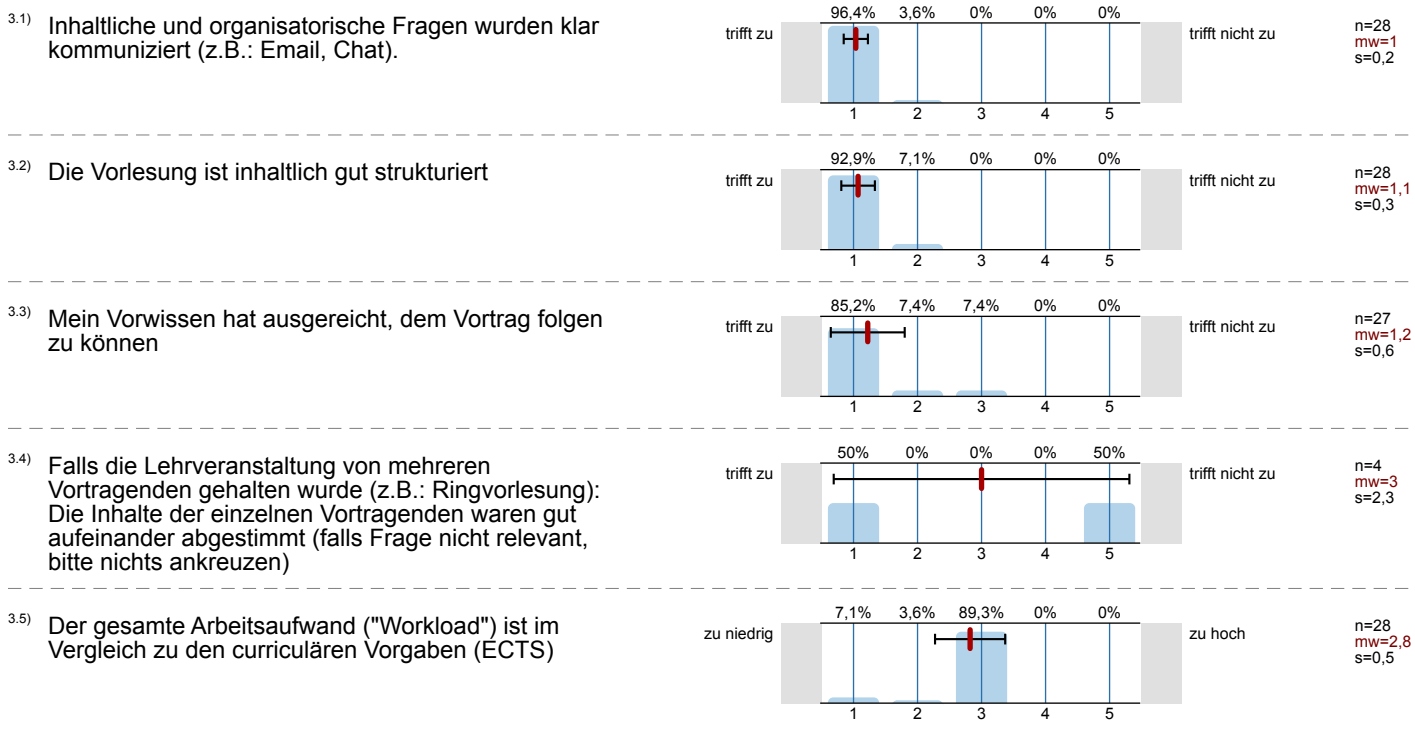 3.1) Inhaltliche und organisatorische Fragen wurden klar
kommuniziert (z.B.: Email, Chat).
trifft zu
96,4% 3,6% 0% 0% 0%
1 2 3 4 5
trifft nicht zu
n=28
mw=1
s=0,2
3.2) Die Vorlesung ist inhaltlich gut strukturiert
trifft zu
92,9% 7,1% 0% 0% 0%
1 2 3 4 5
trifft nicht zu
n=28
mw=1,1
s=0,3
3.3) Mein Vorwissen hat ausgereicht, dem Vortrag folgen
zu können
trifft zu
85,2% 7,4% 7,4% 0% 0%
1 2 3 4 5
trifft nicht zu
n=27
mw=1,2
s=0,6
3.4) Falls die Lehrveranstaltung von mehreren
Vortragenden gehalten wurde (z.B.: Ringvorlesung):
Die Inhalte der einzelnen Vortragenden waren gut
aufeinander abgestimmt (falls Frage nicht relevant,
bitte nichts ankreuzen)
trifft zu
50% 0% 0% 0% 50%
1 2 3 4 5
trifft nicht zu
n=4
mw=3
s=2,3
3.5) Der gesamte Arbeitsaufwand ("Workload") ist im
Vergleich zu den curriculären Vorgaben (ECTS)
zu niedrig
7,1% 3,6% 89,3% 0% 0%
1 2 3 4 5
zu hoch
n=28
mw=2,8
s=0,5